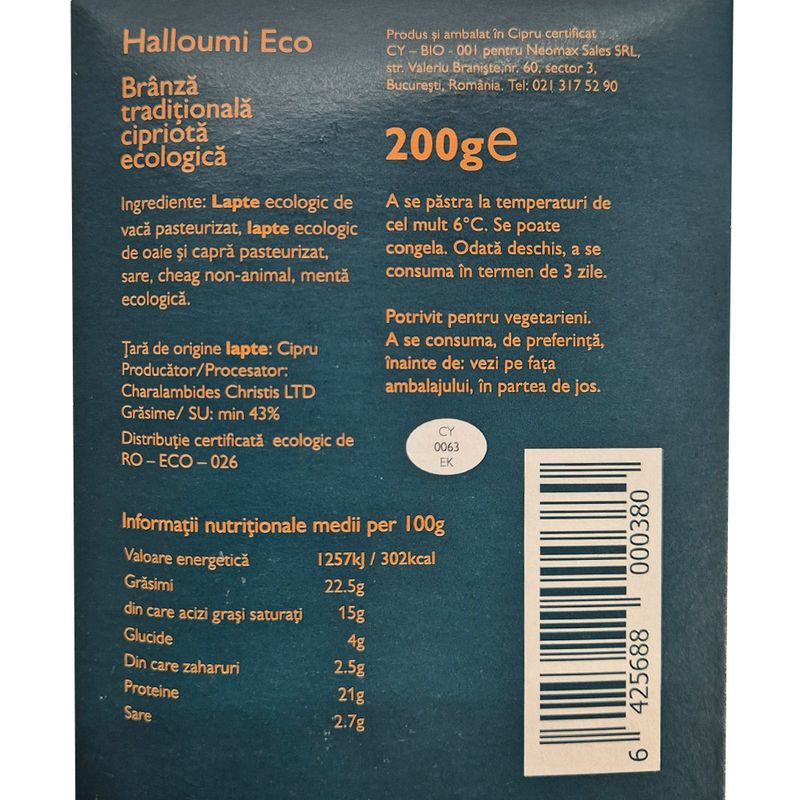 Halloumi Eco
Brânză
tradițională
cipriotă
ecologică
Ingrediente: Lapte ecologic de
vacă pasteurizat, lapte ecologic
de oaie și capră pasteurizat,
sare, cheag non-animal, mentă
ecologică.
Țară de origine lapte: Cipru
Producător/Procesator:
Charalambides Christis LTD
Grăsime/ SU: min 43%
Distribuție certificată ecologic de
RO – ECO – 026
Produs și ambalat în Cipru certificat
CY – BIO - 001 pentru Neomax Sales SRL,
str. Valeriu Braniște,nr. 60, sector 3,
București, România. Tel: 021 317 52 90
200g e
A se păstra la temperaturi de
cel mult 6°C. Se poate
congela. Odată deschis, a se
consuma în termen de 3 zile.
Potrivit pentru vegetarieni.
A se consuma, de preferință,
înainte de: vezi pe fața
ambalajului, în partea de jos.
CY
0063
EK
Informații nutriționale medii per 100g
Valoare energetică 1257kJ / 302kcal
Grăsimi 22.5g
din care acizi grași saturați 15g
Glucide 4g
Din care zaharuri 2.5g
Proteine 21g
Sare 2.7g
6 425688 000380